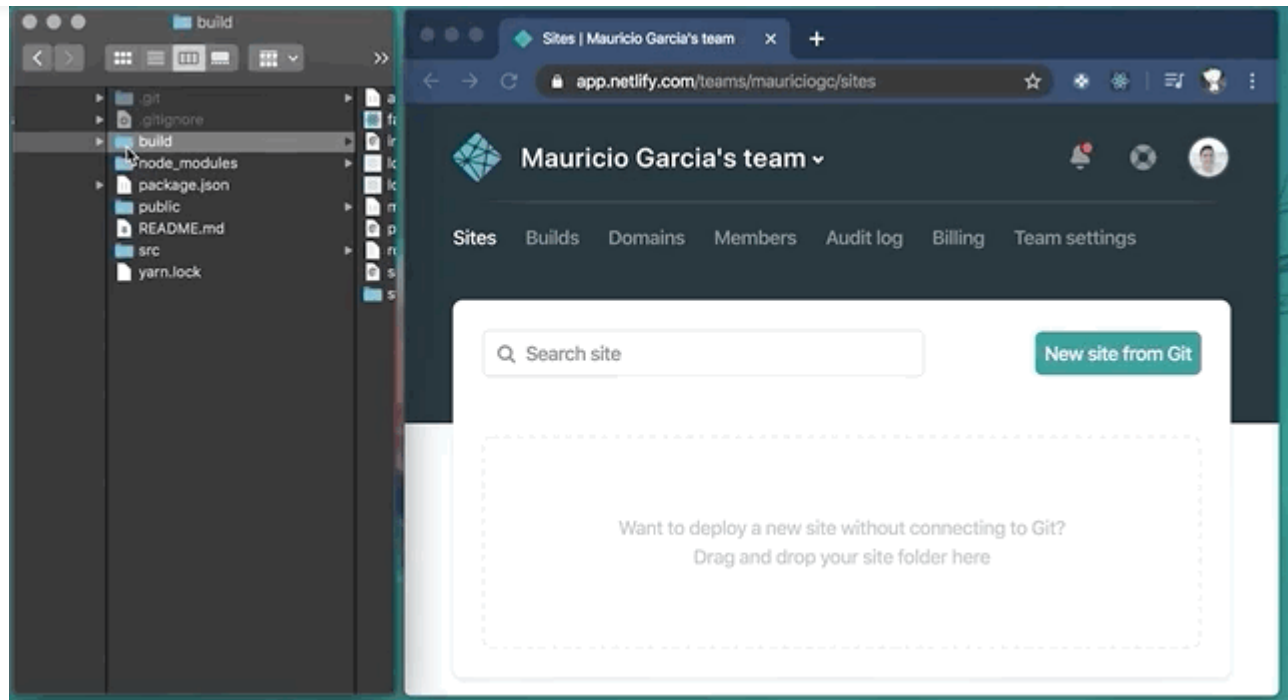 build
.git
.gitignore
build
node_modules
package.json
public
README.md
src
yarn.lock
Sites | Mauricio Garcia's team
app.netlify.com/teams/mauriciogc/sites
Mauricio Garcia's team
Sites Builds Domains Members Audit log Billing Team settings
Search site
New site from Git
Want to deploy a new site without connecting to Git?
Drag and drop your site folder here